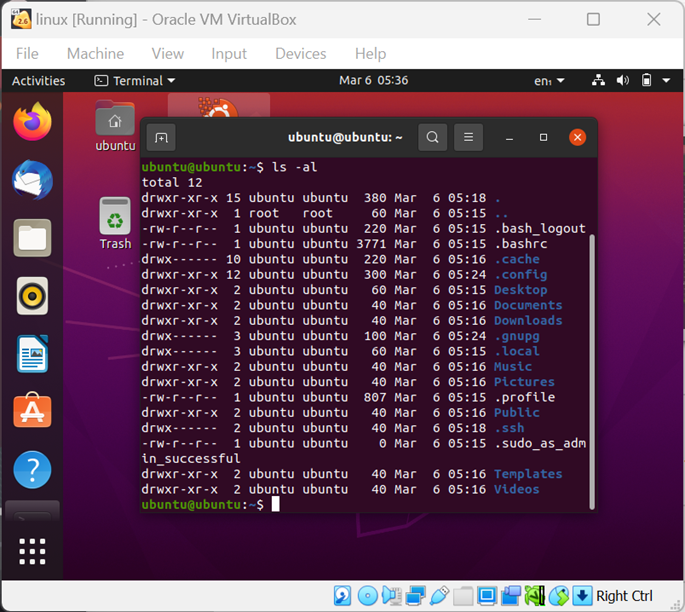 linux [Running] - Oracle VM VirtualBox
File Machine View Input Devices Help
Activities Terminal Mar 6 05:36 en₁
ubuntu
Trash
ubuntu@ubuntu: ~
ubuntu@ubuntu:~$ ls -al
total 12
drwxr-xr-x 15 ubuntu ubuntu 380 Mar 6 05:18 .
drwxr-xr-x 1 root root 60 Mar 6 05:15 ..
-rw-r--r-- 1 ubuntu ubuntu 220 Mar 6 05:15 .bash_logout
-rw-r--r-- 1 ubuntu ubuntu 3771 Mar 6 05:15 .bashrc
drwx------ 10 ubuntu ubuntu 220 Mar 6 05:16 .cache
drwxr-xr-x 12 ubuntu ubuntu 300 Mar 6 05:24 .config
drwxr-xr-x 2 ubuntu ubuntu 60 Mar 6 05:15 Desktop
drwxr-xr-x 2 ubuntu ubuntu 40 Mar 6 05:16 Documents
drwxr-xr-x 2 ubuntu ubuntu 40 Mar 6 05:16 Downloads
drwx------ 3 ubuntu ubuntu 100 Mar 6 05:24 .gnupg
drwx------ 3 ubuntu ubuntu 60 Mar 6 05:15 .local
drwxr-xr-x 2 ubuntu ubuntu 40 Mar 6 05:16 Music
drwxr-xr-x 2 ubuntu ubuntu 40 Mar 6 05:16 Pictures
-rw-r--r-- 1 ubuntu ubuntu 807 Mar 6 05:15 .profile
drwxr-xr-x 2 ubuntu ubuntu 40 Mar 6 05:16 Public
drwx------ 2 ubuntu ubuntu 40 Mar 6 05:18 .ssh
-rw-r--r-- 1 ubuntu ubuntu 0 Mar 6 05:15 .sudo_as_adm
in_successful
drwxr-xr-x 2 ubuntu ubuntu 40 Mar 6 05:16 Templates
drwxr-xr-x 2 ubuntu ubuntu 40 Mar 6 05:16 Videos
ubuntu@ubuntu:~$
Right Ctrl